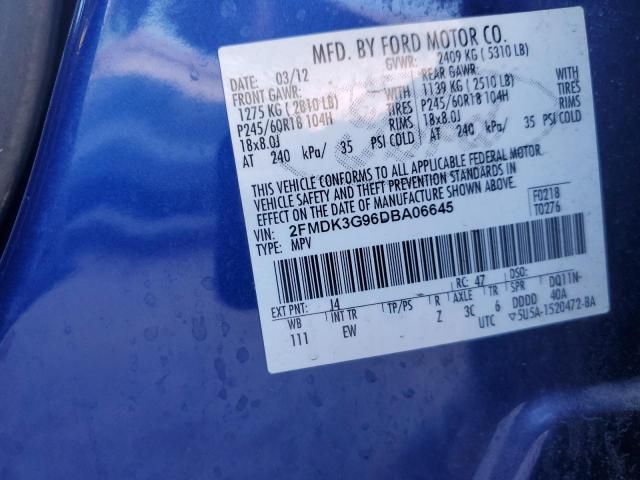 MFD. BY FORD MOTOR CO.
DATE: 03/12 GVWR: 2409 KG (5310 LB)
FRONT GAWR: REAR GAWR:
1275 KG (2810 LB) 1139 KG (2510 LB)
P245/60R18 104H TIRES P245/60R18 104H TIRES
18x8.0J RIMS 18x8.0J RIMS
AT 240 kPa/ 35 PSI COLD AT 240 kPa/ 35 PSI COLD
THIS VEHICLE CONFORMS TO ALL APPLICABLE FEDERAL MOTOR
VEHICLE SAFETY AND THEFT PREVENTION STANDARDS IN
EFFECT ON THE DATE OF MANUFACTURE SHOWN ABOVE.
VIN: 2FMDK3G96DBA06645 F0218
TYPE: MPV T0276
EXT PNT: J4 RC: 47 DSO:
WB INT TR TP/PS R AXLE TR SPR DQ11N-
111 EW Z 3C 6 DDDD 40A
UTC ▽5U5A-1520472-BA